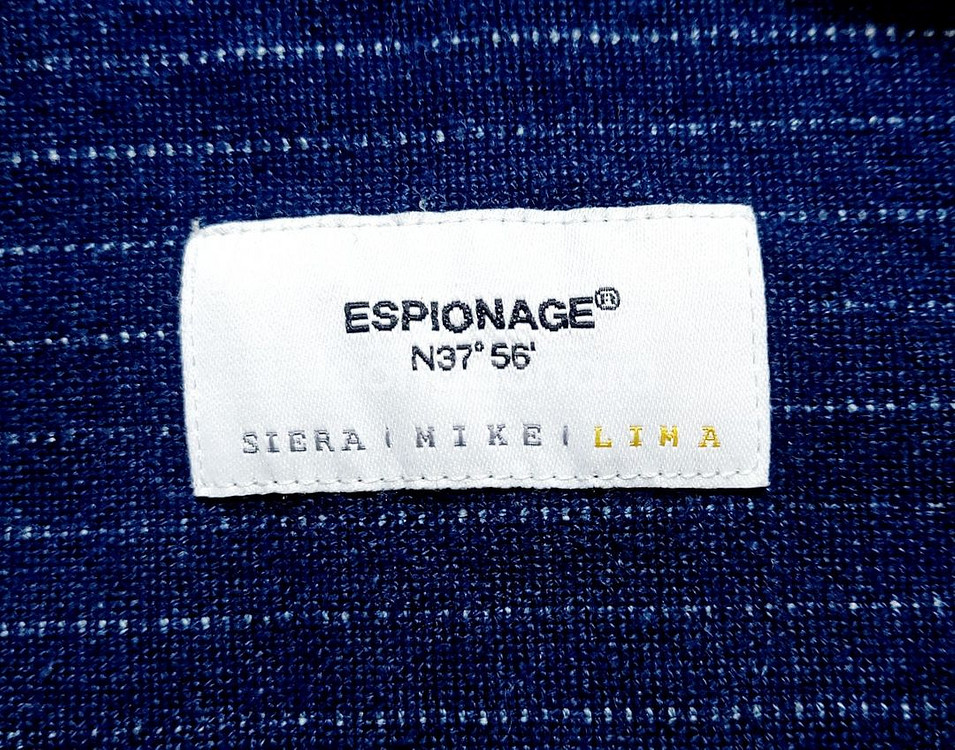 ESPIONAGE®
N37° 56'
SIERA | MIKE | LIMA